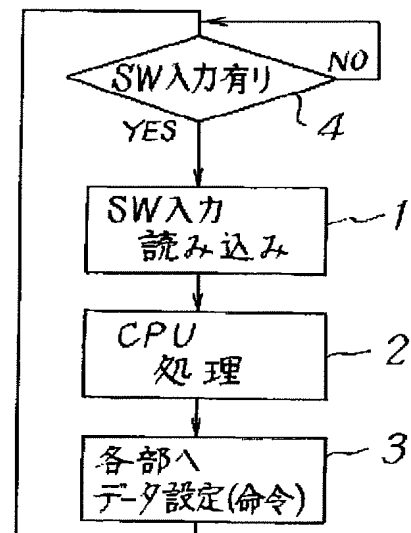 SW入力有り
NO
4
YES
SW入力
読み込み
1
CPU
処理
2
各部へ
データ設定(命令)
3